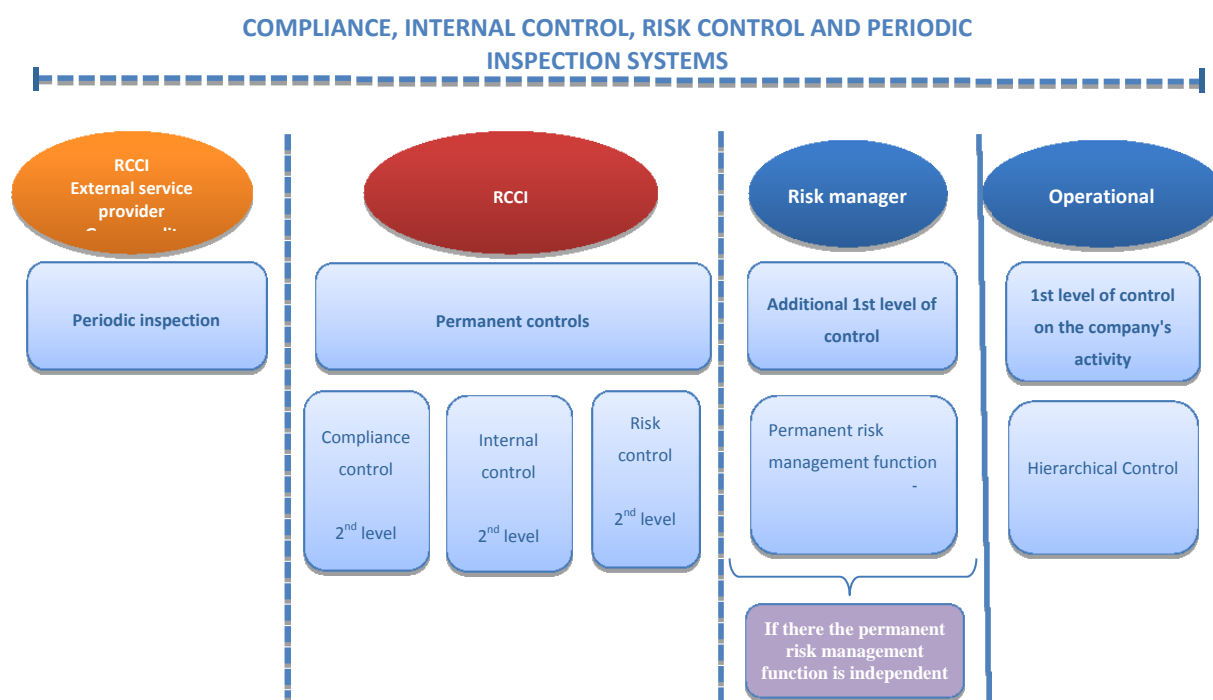 COMPLIANCE, INTERNAL CONTROL, RISK CONTROL AND PERIODIC
INSPECTION SYSTEMS
RCCI
External service
provider
RCCI
Risk manager
Operational
Periodic inspection
Permanent controls
Additional 1st level of
control
1st level of control
on the company's
activity
Compliance
control
2nd level
Internal
control
2nd level
Risk
control
2nd level
Permanent risk
management function
-
Hierarchical Control
If there the permanent
risk management
function is independent